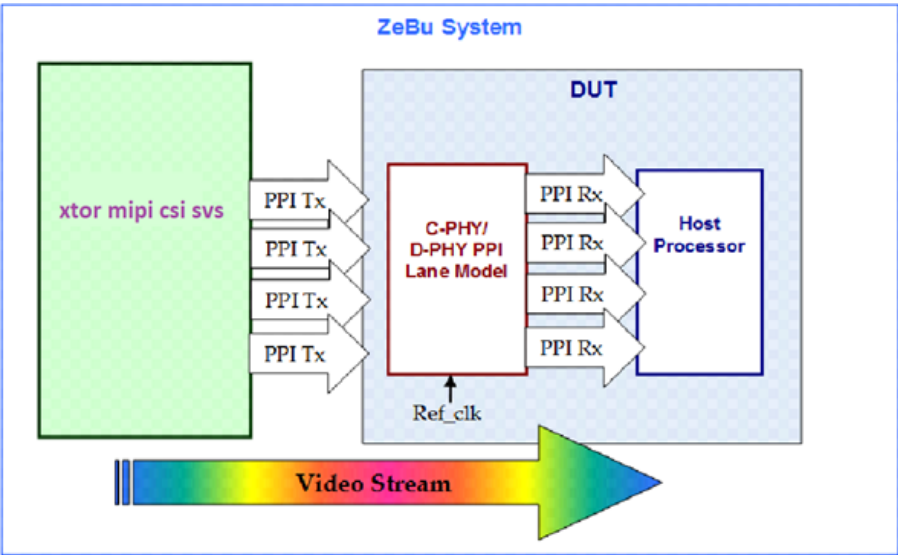 ZeBu System
DUT
xtor mipi csi svs
PPI Tx
PPI Tx
PPI Tx
PPI Tx
C-PHY/
D-PHY PPI
Lane Model
PPI Rx
PPI Rx
PPI Rx
PPI Rx
Host
Processor
Ref_clk
Video Stream